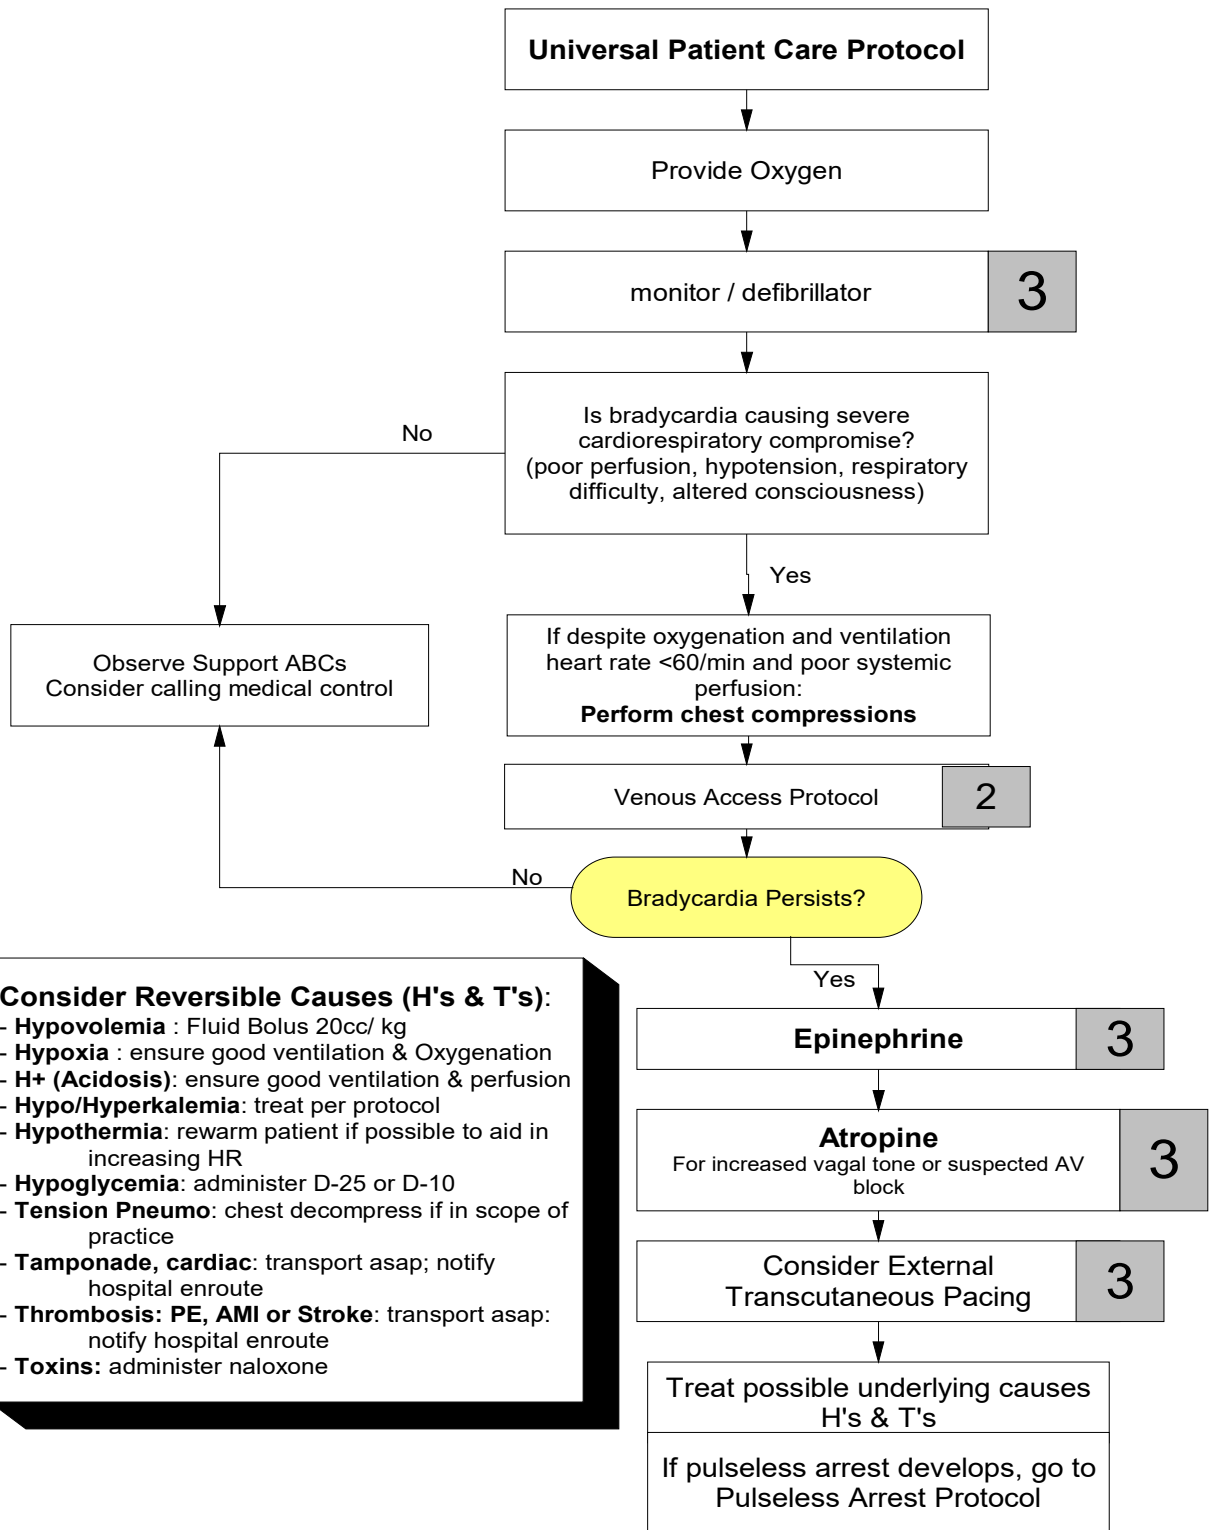 Universal Patient Care Protocol
Provide Oxygen
monitor / defibrillator
3
Is bradycardia causing severe
cardiorespiratory compromise?
(poor perfusion, hypotension, respiratory
difficulty, altered consciousness)
No
Yes
Observe Support ABCs
Consider calling medical control
If despite oxygenation and ventilation
heart rate <60/min and poor systemic
perfusion:
Perform chest compressions
Venous Access Protocol
2
Bradycardia Persists?
No
Yes
Consider Reversible Causes (H's & T's):
- Hypovolemia : Fluid Bolus 20cc/ kg
- Hypoxia : ensure good ventilation & Oxygenation
- H+ (Acidosis): ensure good ventilation & perfusion
- Hypo/Hyperkalemia: treat per protocol
- Hypothermia: rewarm patient if possible to aid in
increasing HR
- Hypoglycemia: administer D-25 or D-10
- Tension Pneumo: chest decompress if in scope of
practice
- Tamponade, cardiac: transport asap; notify
hospital enroute
- Thrombosis: PE, AMI or Stroke: transport asap:
notify hospital enroute
- Toxins: administer naloxone
Epinephrine
3
Atropine
For increased vagal tone or suspected AV
block
3
Consider External
Transcutaneous Pacing
3
Treat possible underlying causes
H's & T's
If pulseless arrest develops, go to
Pulseless Arrest Protocol